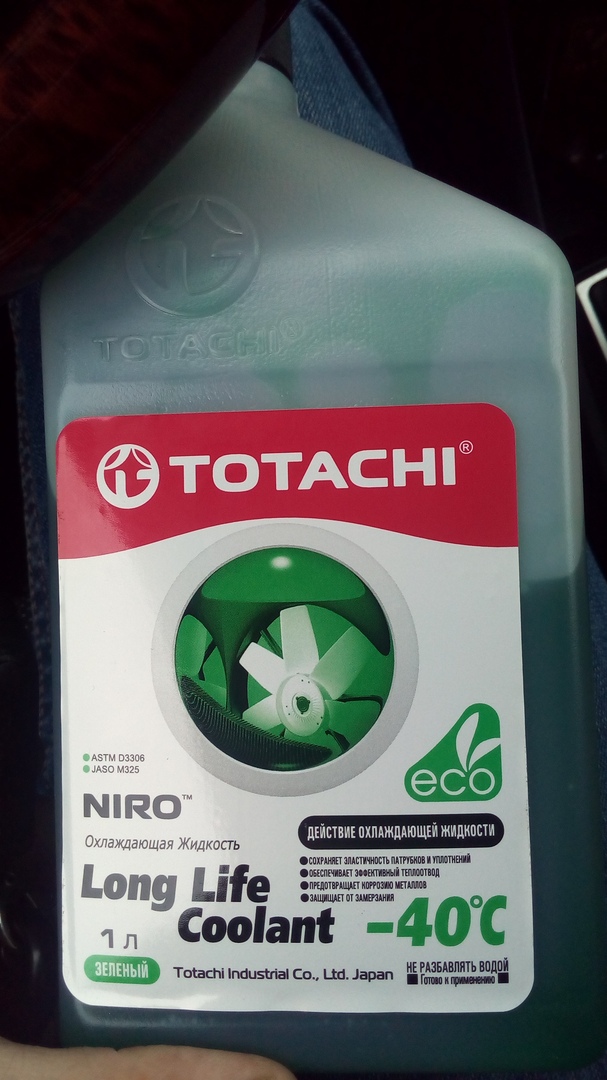 TOTACHI®
TOTACHI®
eco
ASTM D3306
JASO M325
NIRO™
Охлаждающая Жидкость
Long Life
Coolant
1 л
ЗЕЛЕНЫЙ
ДЕЙСТВИЕ ОХЛАЖДАЮЩЕЙ ЖИДКОСТИ
СОХРАНЯЕТ ЭЛАСТИЧНОСТЬ ПАТРУБКОВ И УПЛОТНЕНИЙ
ОБЕСПЕЧИВАЕТ ЭФФЕКТИВНЫЙ ТЕПЛООТВОД
ПРЕДОТВРАЩАЕТ КОРРОЗИЮ МЕТАЛЛОВ
ЗАЩИЩАЕТ ОТ ЗАМЕРЗАНИЯ
-40°C
Totachi Industrial Co., Ltd. Japan
НЕ РАЗБАВЛЯТЬ ВОДОЙ
Готово к применению